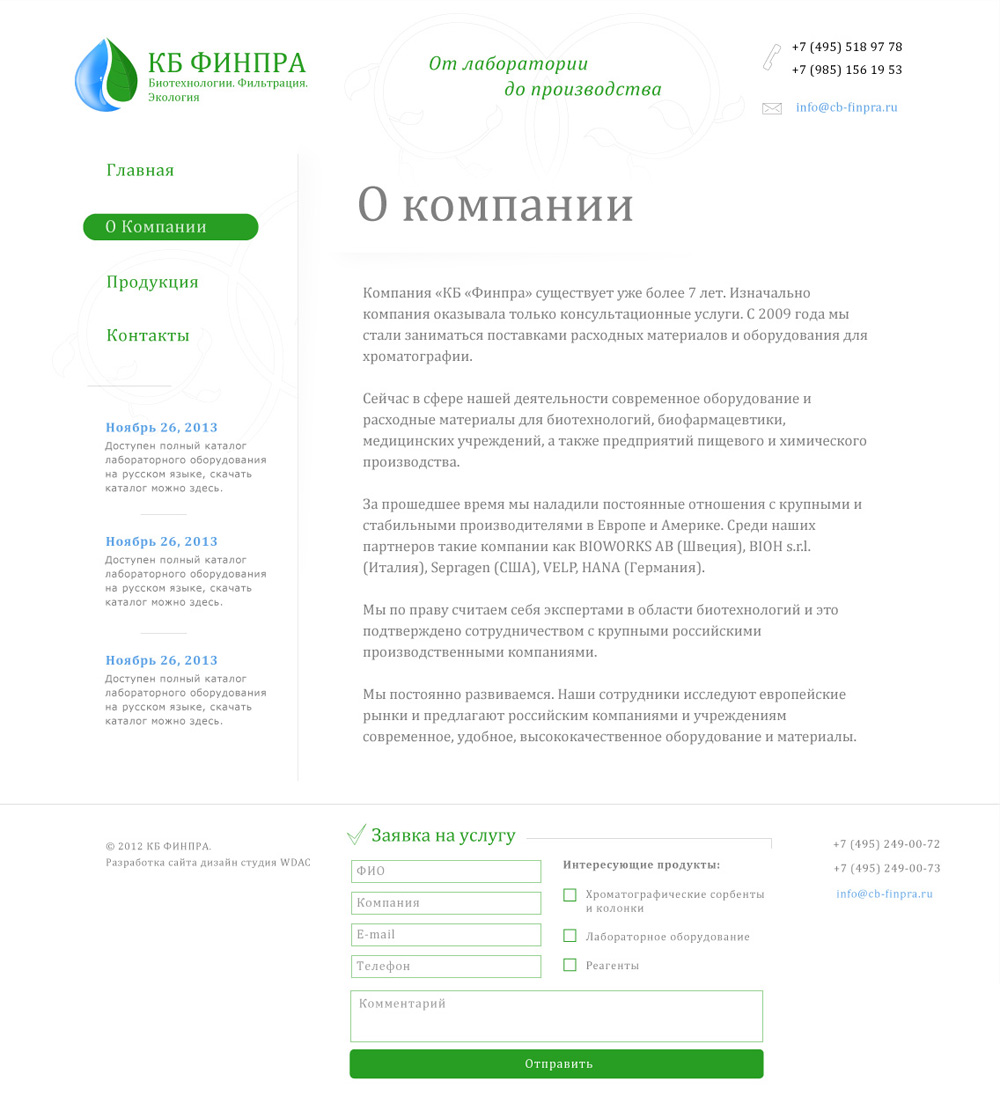 КБ ФИНПРА
Биотехнологии. Фильтрация.
Экология
От лаборатории
до производства
+7 (495) 518 97 78
+7 (985) 156 19 53
info@cb-finpra.ru
Главная
О Компании
Продукция
Контакты
Ноябрь 26, 2013
Доступен полный каталог
лабораторного оборудования
на русском языке, скачать
каталог можно здесь.
Ноябрь 26, 2013
Доступен полный каталог
лабораторного оборудования
на русском языке, скачать
каталог можно здесь.
Ноябрь 26, 2013
Доступен полный каталог
лабораторного оборудования
на русском языке, скачать
каталог можно здесь.
О компании
Компания «КБ «Финпра» существует уже более 7 лет. Изначально
компания оказывала только консультационные услуги. С 2009 года мы
стали заниматься поставками расходных материалов и оборудования для
хроматографии.
Сейчас в сфере нашей деятельности современное оборудование и
расходные материалы для биотехнологий, биофармацевтики,
медицинских учреждений, а также предприятий пищевого и химического
производства.
За прошедшее время мы наладили постоянные отношения с крупными и
стабильными производителями в Европе и Америке. Среди наших
партнеров такие компании как BIOWORKS AB (Швеция), BIOH s.r.l.
(Италия), Sepragen (США), VELP, HANA (Германия).
Мы по праву считаем себя экспертами в области биотехнологий и это
подтверждено сотрудничеством с крупными российскими
производственными компаниями.
Мы постоянно развиваемся. Наши сотрудники исследуют европейские
рынки и предлагают российским компаниями и учреждениям
современное, удобное, высококачественное оборудование и материалы.
© 2012 КБ ФИНПРА.
Разработка сайта дизайн студия WDAC
Заявка на услугу
ФИО
Компания
E-mail
Телефон
Интересующие продукты:
Хроматографические сорбенты
и колонки
Лабораторное оборудование
Реагенты
Комментарий
Отправить
+7 (495) 249-00-72
+7 (495) 249-00-73
info@cb-finpra.ru